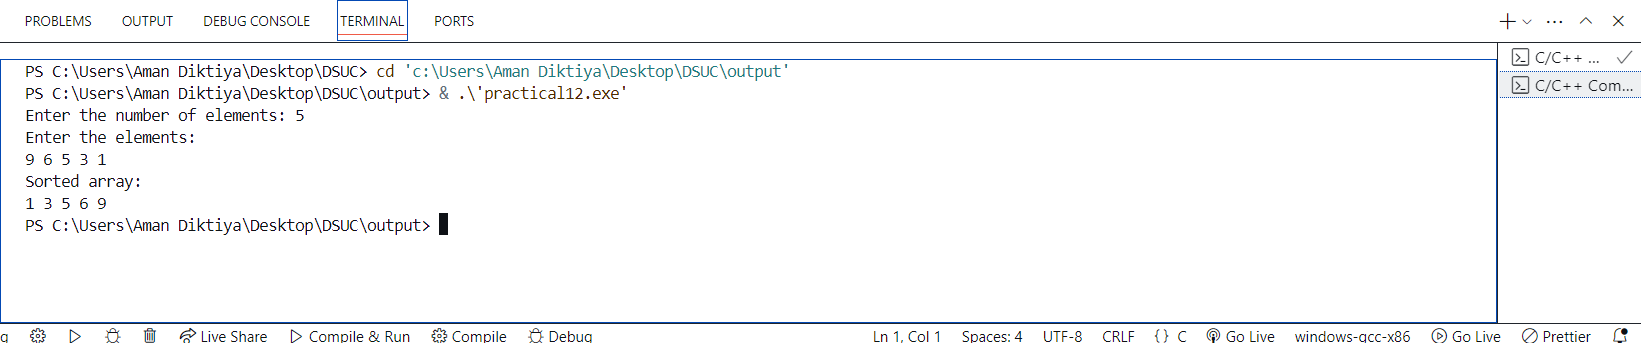 PROBLEMS OUTPUT DEBUG CONSOLE TERMINAL PORTS
PS C:\Users\Aman Diktiya\Desktop\DSUC> cd 'c:\Users\Aman Diktiya\Desktop\DSUC\output'
PS C:\Users\Aman Diktiya\Desktop\DSUC\output> & .\'practical12.exe'
Enter the number of elements: 5
Enter the elements:
9 6 5 3 1
Sorted array:
1 3 5 6 9
PS C:\Users\Aman Diktiya\Desktop\DSUC\output>
C/C++ ...
C/C++ Com...
g Live Share Compile & Run Compile Debug Ln 1, Col 1 Spaces: 4 UTF-8 CRLF {} C Go Live windows-gcc-x86 Go Live Prettier